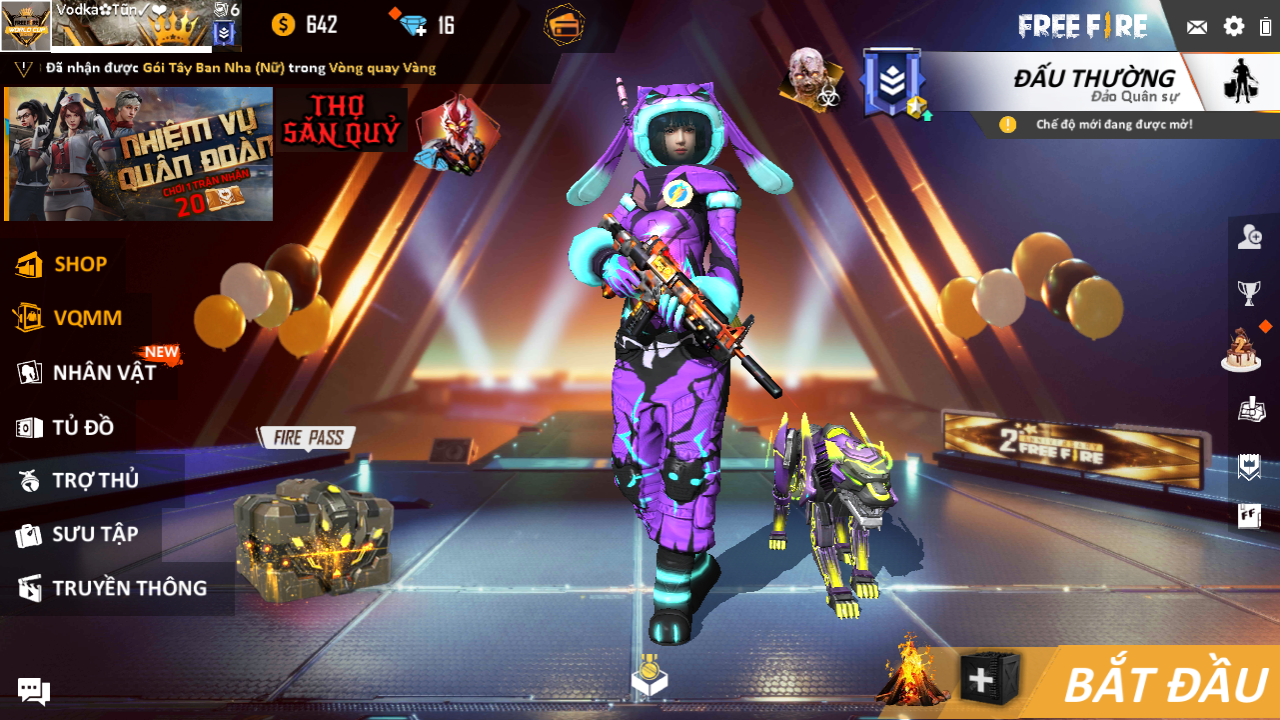 Vodka✿Tũn✓❤
6
642
16
FREE FIRE
Đã nhận được Gói Tây Ban Nha (Nữ) trong Vòng quay Vàng
ĐẤU THƯỜNG
Đảo Quân sự
Chế độ mới đang được mở!
NHIỆM VỤ
QUÂN ĐOÀN
CHƠI 1 TRẬN NHẬN
20
THỢ
SĂN QUỶ
SHOP
VQMM
NEW
NHÂN VẬT
TỦ ĐỒ
FIRE PASS
TRỢ THỦ
SƯU TẬP
TRUYỀN THÔNG
2
FREE FIRE
FF
BẮT ĐẦU